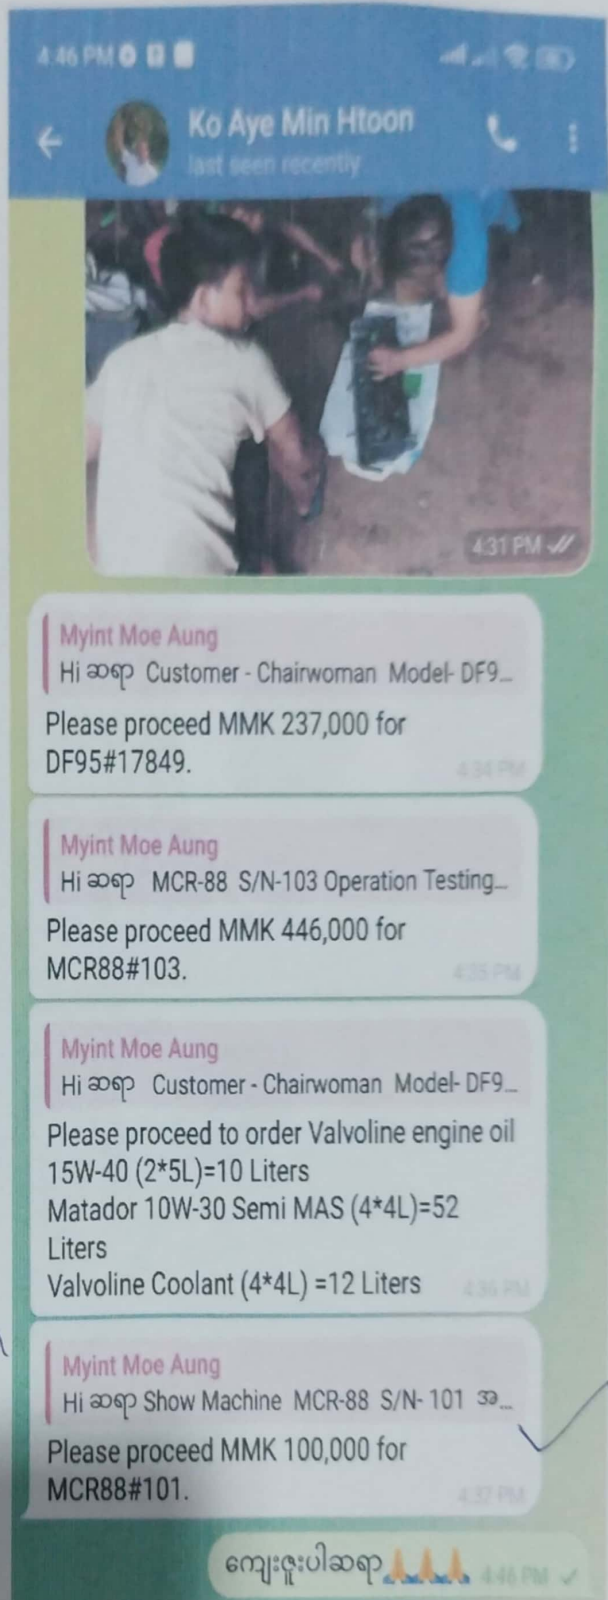 4:46 PM
Ko Aye Min Htoon
last seen recently
4:31 PM
Myint Moe Aung
Hi ဆရာ Customer - Chairwoman Model- DF9...
Please proceed MMK 237,000 for
DF95#17849.
4:34 PM
Myint Moe Aung
Hi ဆရာ MCR-88 S/N-103 Operation Testing...
Please proceed MMK 446,000 for
MCR88#103.
4:35 PM
Myint Moe Aung
Hi ဆရာ Customer - Chairwoman Model- DF9...
Please proceed to order Valvoline engine oil
15W-40 (2*5L)=10 Liters
Matador 10W-30 Semi MAS (4*4L)=52
Liters
Valvoline Coolant (4*4L) =12 Liters
4:36 PM
Myint Moe Aung
Hi ဆရာ Show Machine MCR-88 S/N- 101 အ...
Please proceed MMK 100,000 for
MCR88#101.
4:37 PM
ကျေးဇူးပါဆရာ🙏🙏🙏
4:46 PM